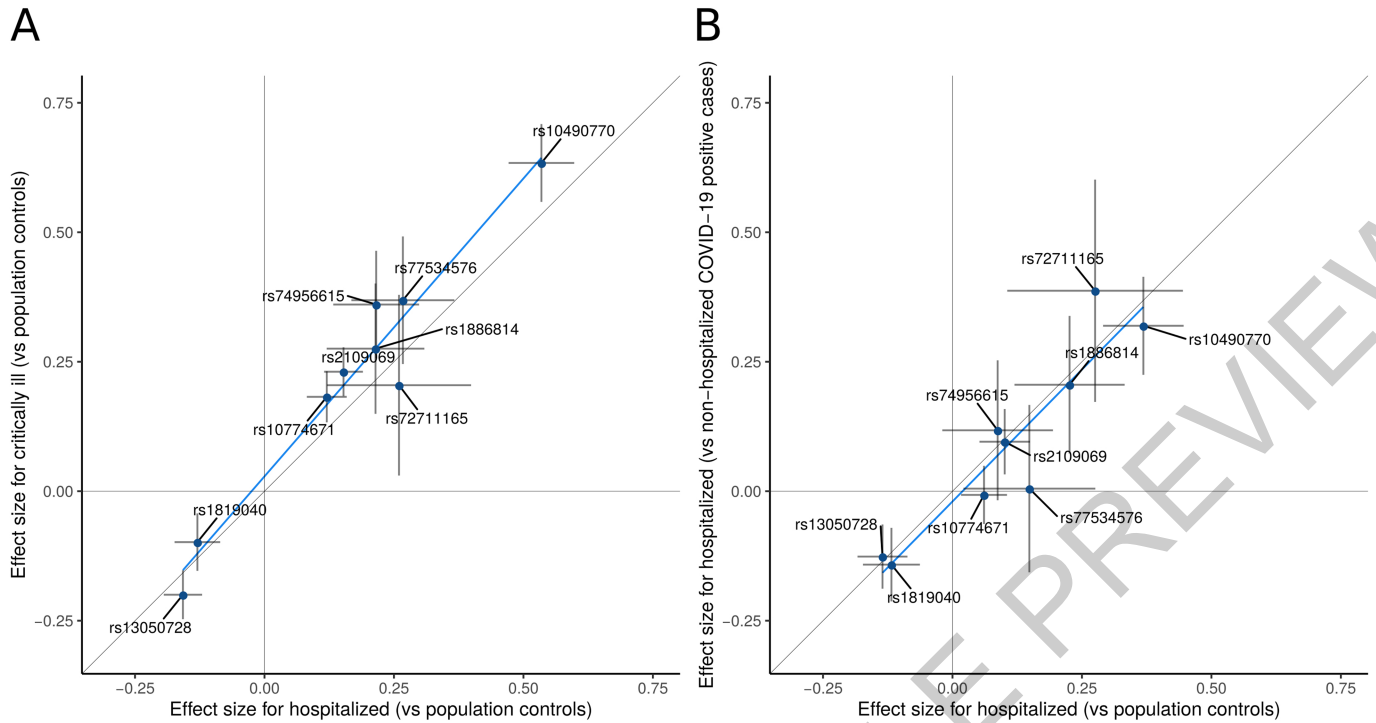 A
Effect size for critically ill (vs population controls)
0.75
0.50
0.25
0.00
−0.25
rs10490770
rs77534576
rs74956615
rs1886814
rs2109069
rs72711165
rs10774671
rs1819040
rs13050728
−0.25
0.00
0.25
0.50
0.75
Effect size for hospitalized (vs population controls)
B
Effect size for hospitalized (vs non−hospitalized COVID−19 positive cases)
0.75
0.50
0.25
0.00
−0.25
rs72711165
rs10490770
rs1886814
rs74956615
rs2109069
rs77534576
rs10774671
rs13050728
rs1819040
−0.25
0.00
0.25
0.50
0.75
Effect size for hospitalized (vs population controls)
E PREVIEW